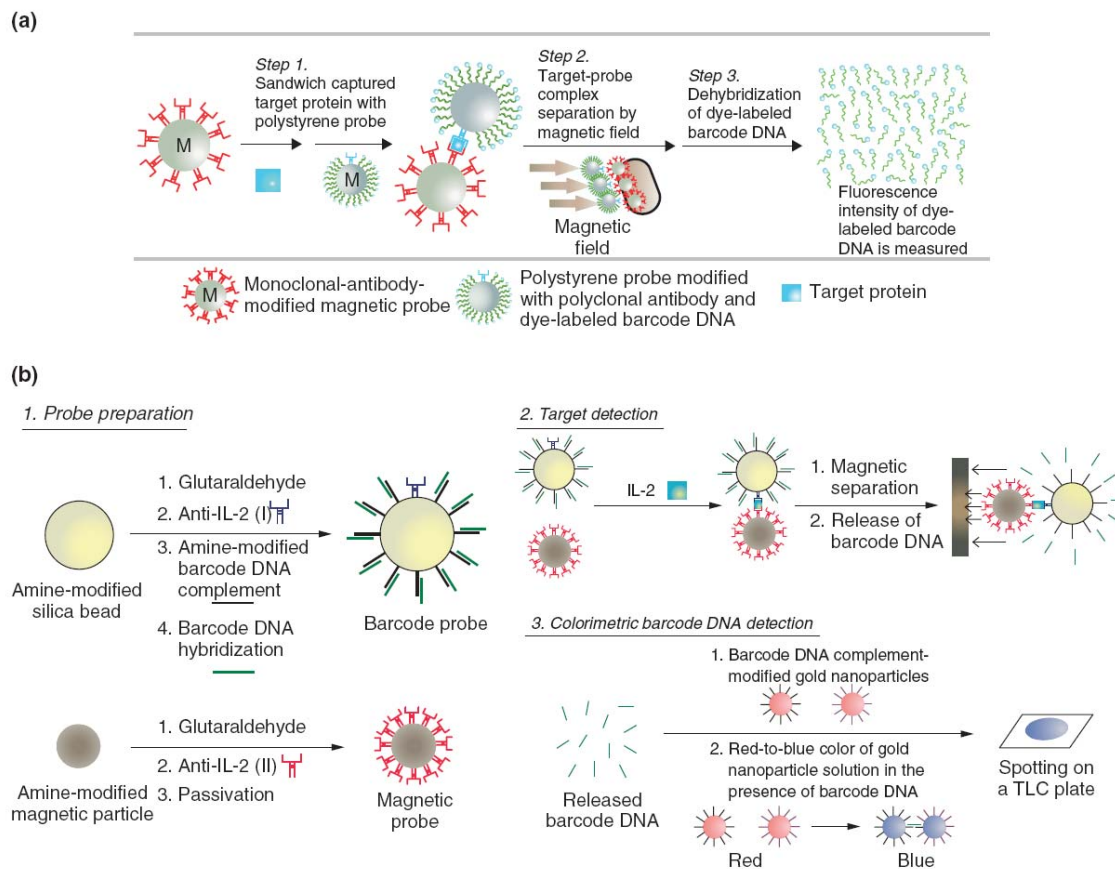 (a)
Step 1.
Sandwich captured
target protein with
polystyrene probe
Step 2.
Target-probe
complex
separation by
magnetic field
Step 3.
Dehybridization
of dye-labeled
barcode DNA
M
M
Magnetic
field
Fluorescence
intensity of dye-
labeled barcode
DNA is measured
M
Monoclonal-antibody-
modified magnetic probe
Polystyrene probe modified
with polyclonal antibody and
dye-labeled barcode DNA
Target protein
(b)
1. Probe preparation
Amine-modified
silica bead
1. Glutaraldehyde
2. Anti-IL-2 (I)
3. Amine-modified
barcode DNA
complement
4. Barcode DNA
hybridization
Barcode probe
Amine-modified
magnetic particle
1. Glutaraldehyde
2. Anti-IL-2 (II)
3. Passivation
Magnetic
probe
2. Target detection
IL-2
1. Magnetic
separation
2. Release of
barcode DNA
3. Colorimetric barcode DNA detection
Released
barcode DNA
1. Barcode DNA complement-
modified gold nanoparticles
2. Red-to-blue color of gold
nanoparticle solution in the
presence of barcode DNA
Red
Blue
Spotting on
a TLC plate